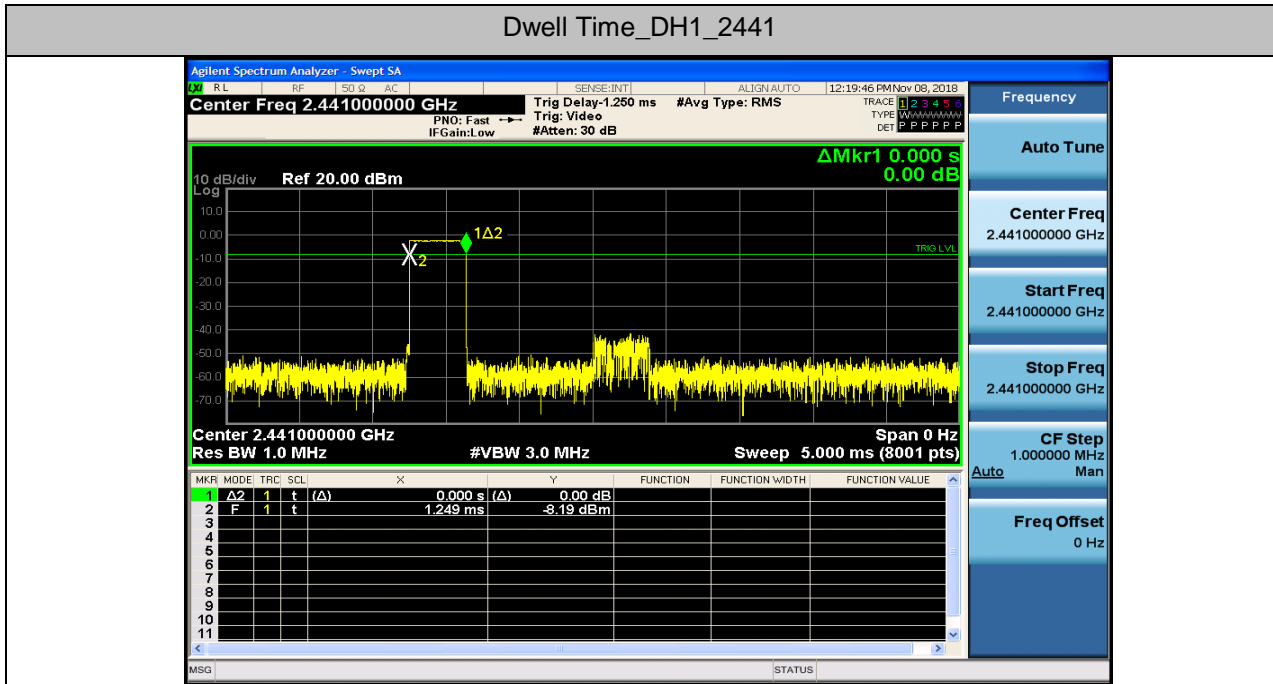 Dwell Time_DH1_2441
Agilent Spectrum Analyzer - Swept SA
LXI RL RF 50 Ω AC SENSE:INT ALIGN AUTO 12:19:46 PM Nov 08, 2018
Center Freq 2.441000000 GHz
PNO: Fast
IFGain:Low
Trig Delay-1.250 ms
Trig: Video
#Atten: 30 dB
#Avg Type: RMS
TRACE 1 2 3 4 5 6
TYPE WWWWWW
DET P P P P P P
ΔMkr1 0.000 s
0.00 dB
10 dB/div Ref 20.00 dBm
Log
10.0
0.00
-10.0
-20.0
-30.0
-40.0
-50.0
-60.0
-70.0
1Δ2
2
TRIG LVL
Center 2.441000000 GHz Span 0 Hz
Res BW 1.0 MHz #VBW 3.0 MHz Sweep 5.000 ms (8001 pts)
MKR MODE TRC SCL X Y FUNCTION FUNCTION WIDTH FUNCTION VALUE
1 Δ2 1 t (Δ) 0.000 s (Δ) 0.00 dB
2 F 1 t 1.249 ms -8.19 dBm
3
4
5
6
7
8
9
10
11
MSG STATUS
Frequency
Auto Tune
Center Freq
2.441000000 GHz
Start Freq
2.441000000 GHz
Stop Freq
2.441000000 GHz
CF Step
1.000000 MHz
Auto Man
Freq Offset
0 Hz